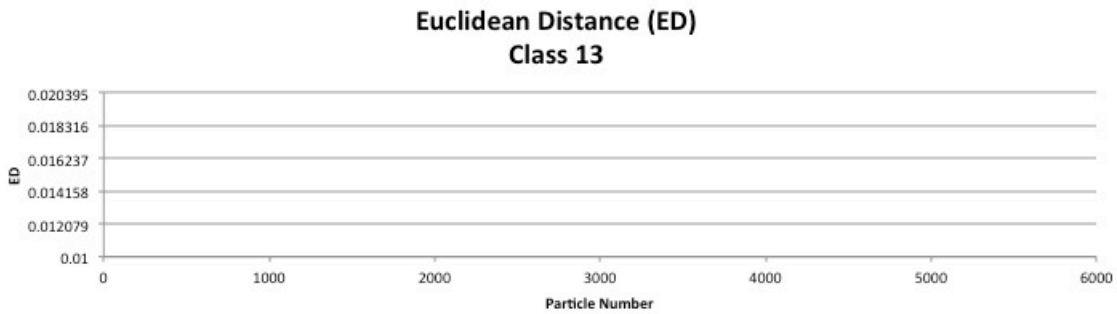 Euclidean Distance (ED)
Class 13
0.020395
0.018316
0.016237
0.014158
0.012079
0.01
ED
0 1000 2000 3000 4000 5000 6000
Particle Number